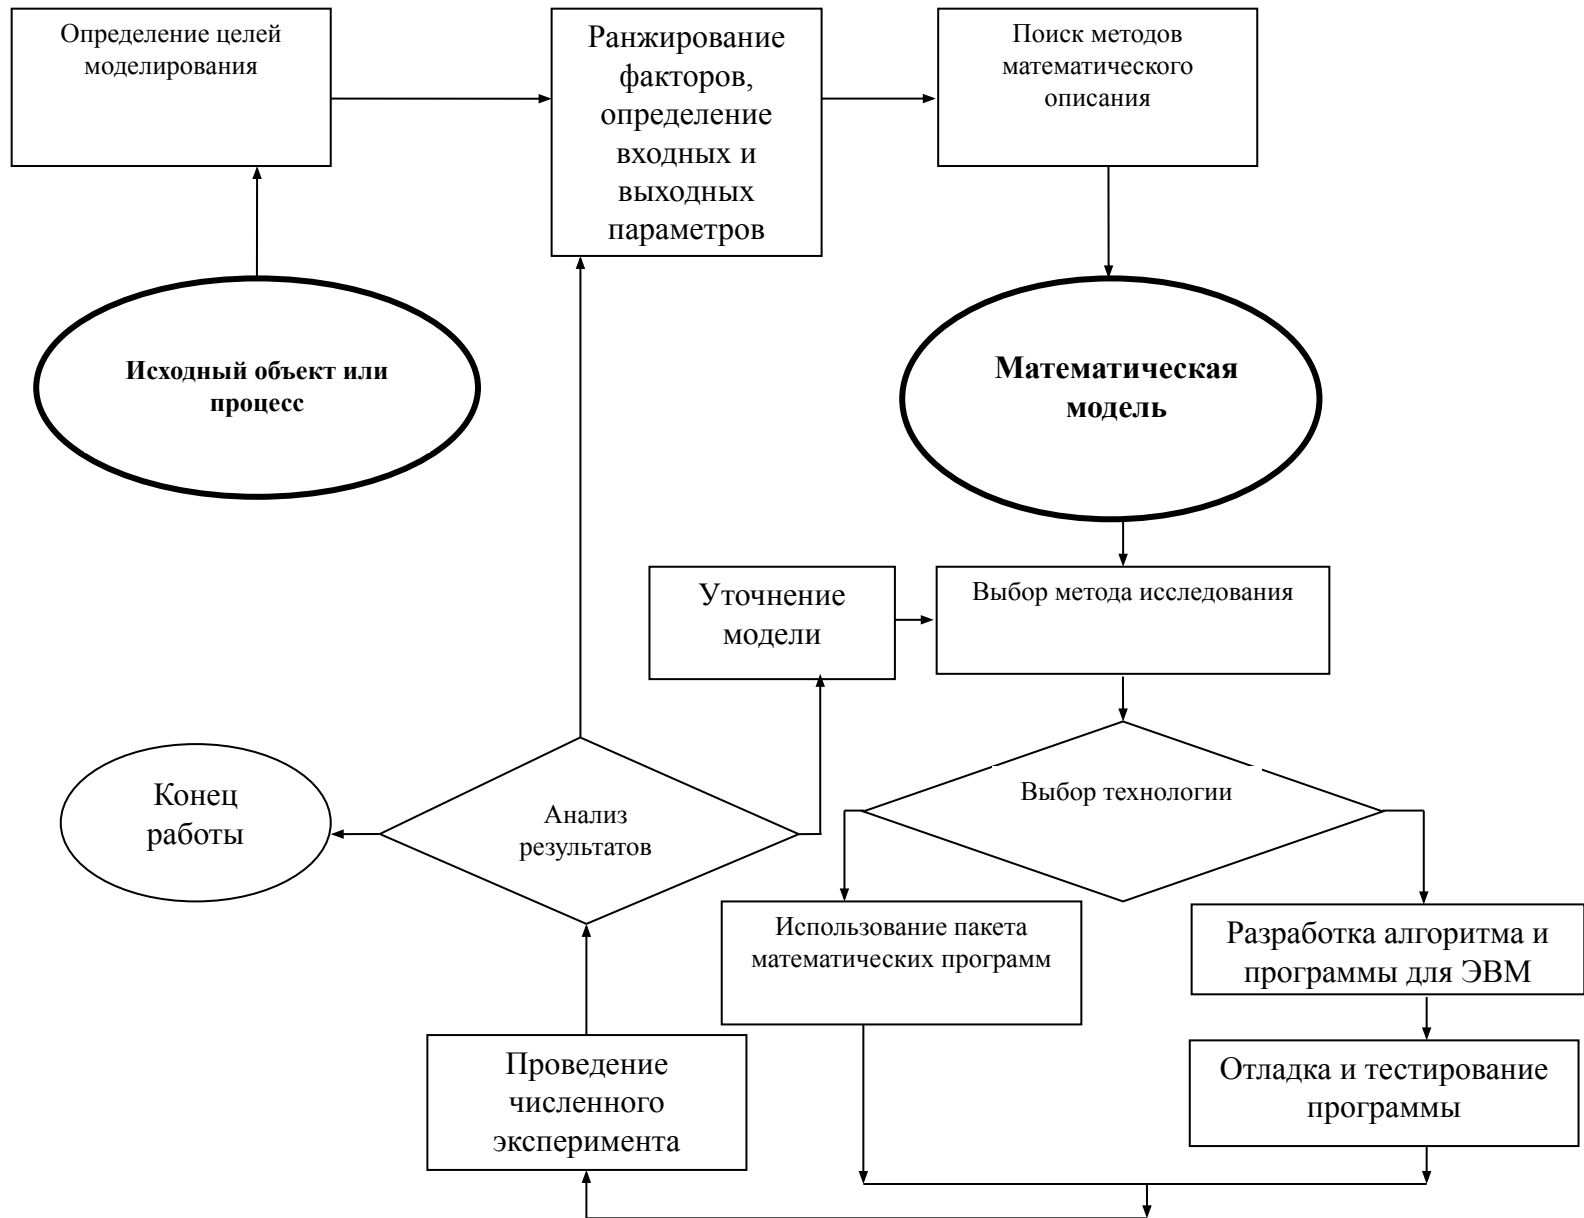 Определение целей
моделирования
Ранжирование
факторов,
определение
входных и
выходных
параметров
Поиск методов
математического
описания
Исходный объект или
процесс
Математическая
модель
Уточнение
модели
Выбор метода исследования
Конец
работы
Анализ
результатов
Выбор технологии
Использование пакета
математических программ
Разработка алгоритма и
программы для ЭВМ
Проведение
численного
эксперимента
Отладка и тестирование
программы